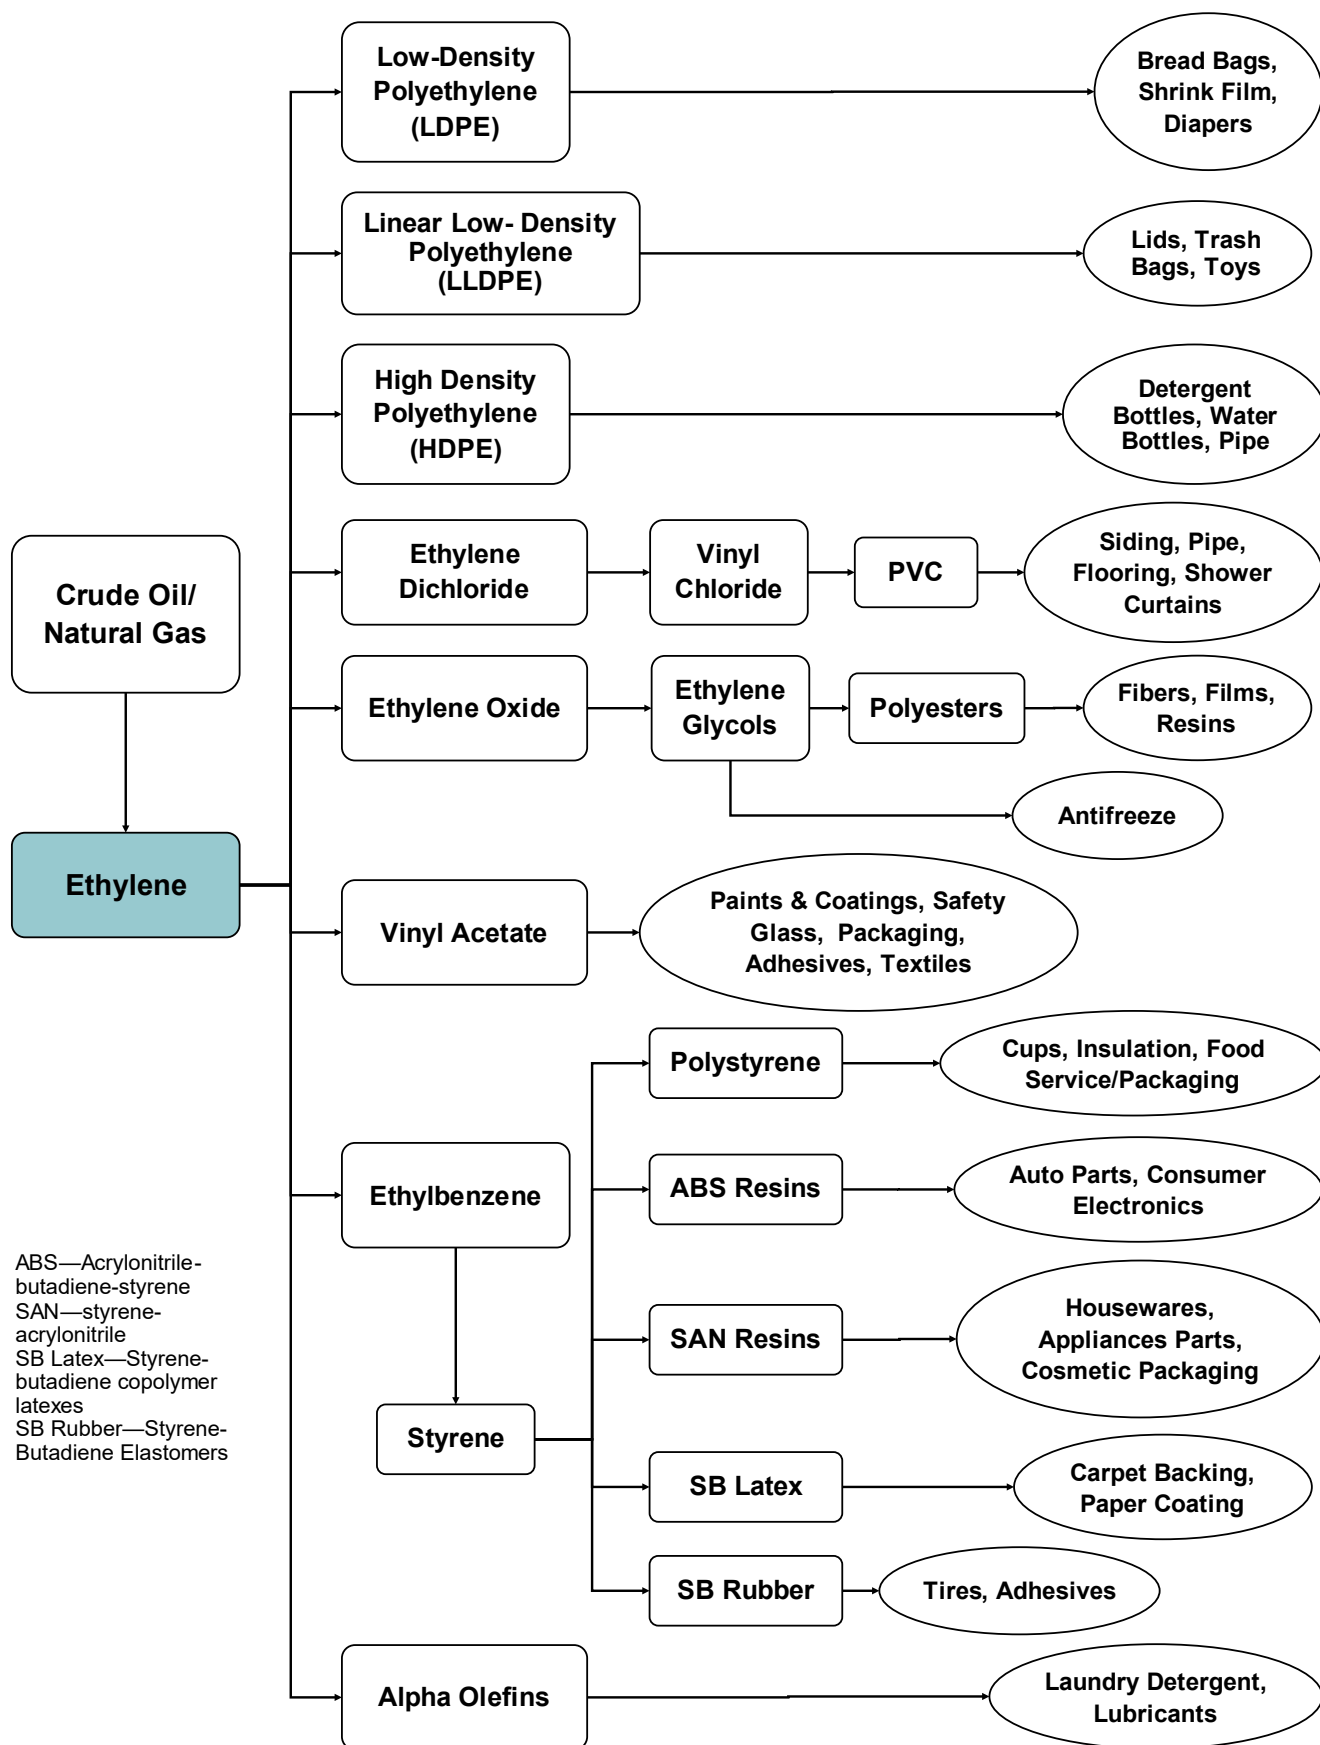 Low-Density
Polyethylene
(LDPE)
Bread Bags,
Shrink Film,
Diapers
Linear Low- Density
Polyethylene
(LLDPE)
Lids, Trash
Bags, Toys
High Density
Polyethylene
(HDPE)
Detergent
Bottles, Water
Bottles, Pipe
Crude Oil/
Natural Gas
Ethylene
Dichloride
Vinyl
Chloride
PVC
Siding, Pipe,
Flooring, Shower
Curtains
Ethylene Oxide
Ethylene
Glycols
Polyesters
Fibers, Films,
Resins
Antifreeze
Ethylene
Vinyl Acetate
Paints & Coatings, Safety
Glass, Packaging,
Adhesives, Textiles
Polystyrene
Cups, Insulation, Food
Service/Packaging
Ethylbenzene
ABS Resins
Auto Parts, Consumer
Electronics
SAN Resins
Housewares,
Appliances Parts,
Cosmetic Packaging
Styrene
SB Latex
Carpet Backing,
Paper Coating
SB Rubber
Tires, Adhesives
Alpha Olefins
Laundry Detergent,
Lubricants
ABS—Acrylonitrile-
butadiene-styrene
SAN—styrene-
acrylonitrile
SB Latex—Styrene-
butadiene copolymer
latexes
SB Rubber—Styrene-
Butadiene Elastomers